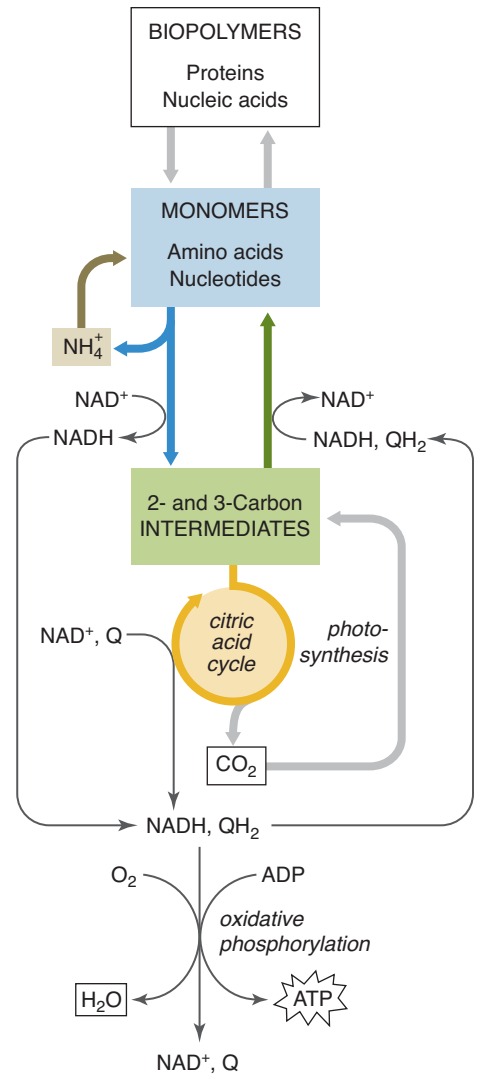 BIOPOLYMERS
Proteins
Nucleic acids
MONOMERS
Amino acids
Nucleotides
NH₄⁺
NAD⁺
NADH
NAD⁺
NADH, QH₂
2- and 3-Carbon
INTERMEDIATES
citric
acid
cycle
NAD⁺, Q
photo-
synthesis
CO₂
NADH, QH₂
O₂
ADP
oxidative
phosphorylation
H₂O
ATP
NAD⁺, Q